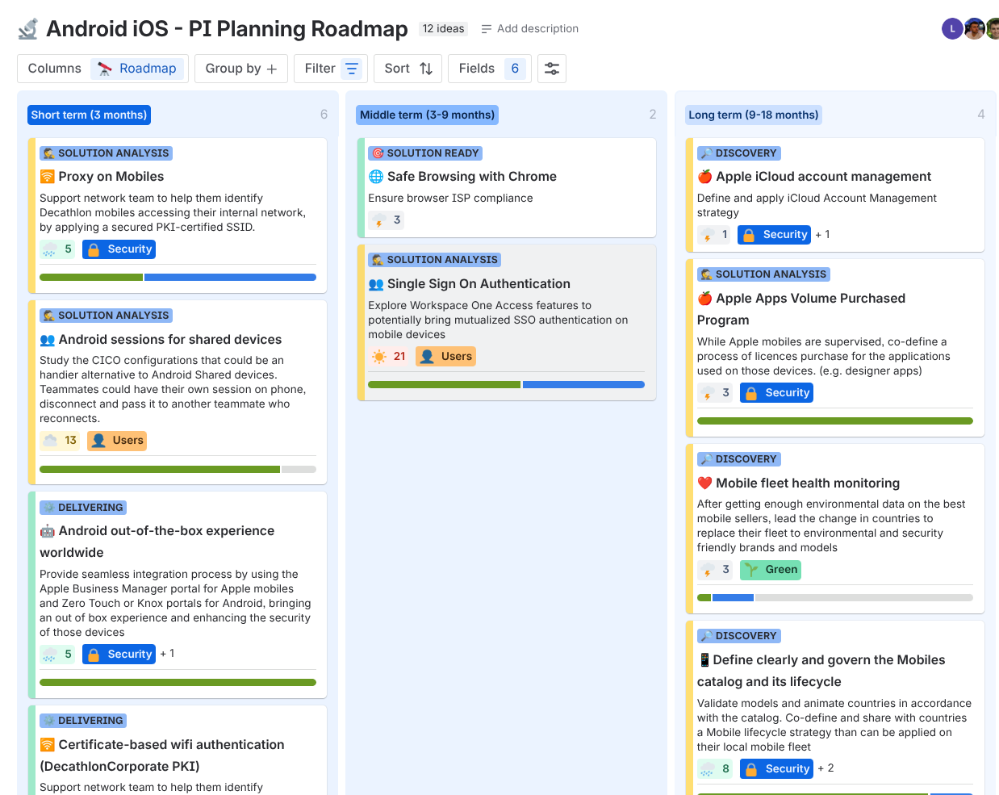 Android iOS - PI Planning Roadmap
12 ideas
Add description
L
Columns
Roadmap
Group by
Filter
Sort
Fields
6
Short term (3 months)
6
SOLUTION ANALYSIS
Proxy on Mobiles
Support network team to help them identify
Decathlon mobiles accessing their internal network,
by applying a secured PKI-certified SSID.
5
Security
SOLUTION ANALYSIS
Android sessions for shared devices
Study the CICO configurations that could be an
handier alternative to Android Shared devices.
Teammates could have their own session on phone,
disconnect and pass it to another teammate who
reconnects.
13
Users
DELIVERING
Android out-of-the-box experience
worldwide
Provide seamless integration process by using the
Apple Business Manager portal for Apple mobiles
and Zero Touch or Knox portals for Android, bringing
an out of box experience and enhancing the security
of those devices
5
Security
+ 1
DELIVERING
Certificate-based wifi authentication
(DecathlonCorporate PKI)
Support network team to help them identify
Middle term (3-9 months)
2
SOLUTION READY
Safe Browsing with Chrome
Ensure browser ISP compliance
3
SOLUTION ANALYSIS
Single Sign On Authentication
Explore Workspace One Access features to
potentially bring mutualized SSO authentication on
mobile devices
21
Users
Long term (9-18 months)
4
DISCOVERY
Apple iCloud account management
Define and apply iCloud Account Management
strategy
1
Security
+ 1
SOLUTION ANALYSIS
Apple Apps Volume Purchased
Program
While Apple mobiles are supervised, co-define a
process of licences purchase for the applications
used on those devices. (e.g. designer apps)
3
Security
DISCOVERY
Mobile fleet health monitoring
After getting enough environmental data on the best
mobile sellers, lead the change in countries to
replace their fleet to environmental and security
friendly brands and models
3
Green
DISCOVERY
Define clearly and govern the Mobiles
catalog and its lifecycle
Validate models and animate countries in accordance
with the catalog. Co-define and share with countries
a Mobile lifecycle strategy than can be applied on
their local mobile fleet
8
Security
+ 2